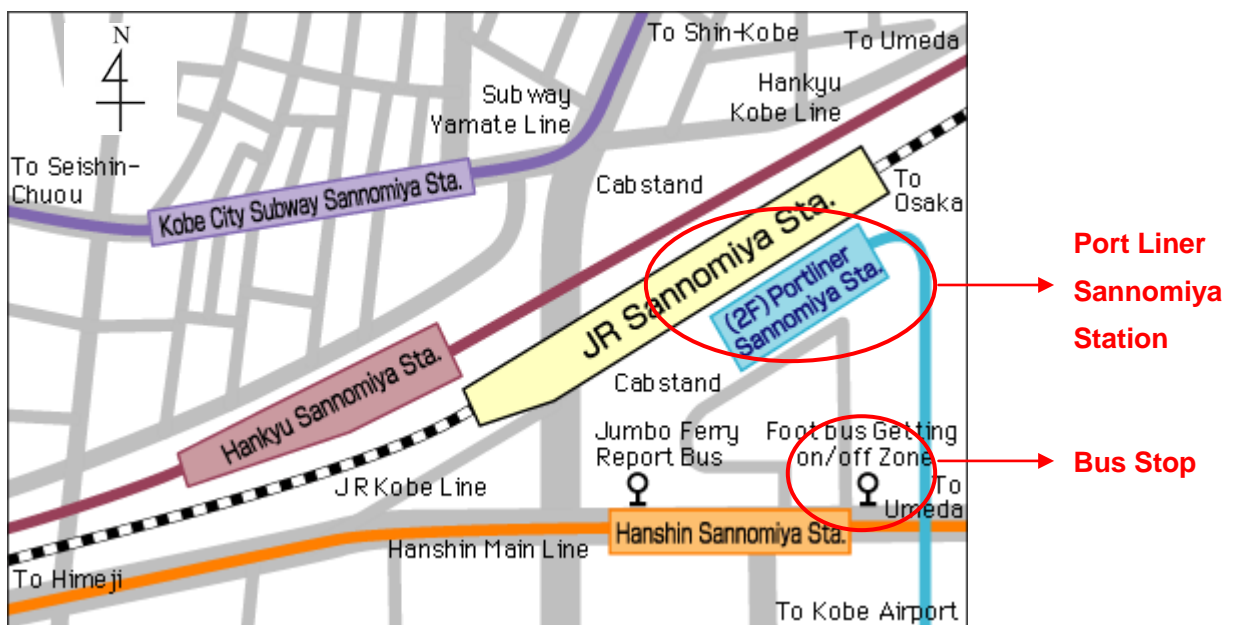 N
To Shin-Kobe
To Umeda
Hankyu
Kobe Line
Subway
Yamate Line
To Seishin-
Chuou
Kobe City Subway Sannomiya Sta.
Cabstand
To
Osaka
JR Sannomiya Sta.
(2F) Portliner
Sannomiya Sta.
Port Liner
Sannomiya
Station
Hankyu Sannomiya Sta.
Cabstand
Jumbo Ferry
Report Bus
Foot bus Getting
on/off Zone
Bus Stop
JR Kobe Line
To
Umeda
Hanshin Sannomiya Sta.
Hanshin Main Line
To Himeji
To Kobe Airport